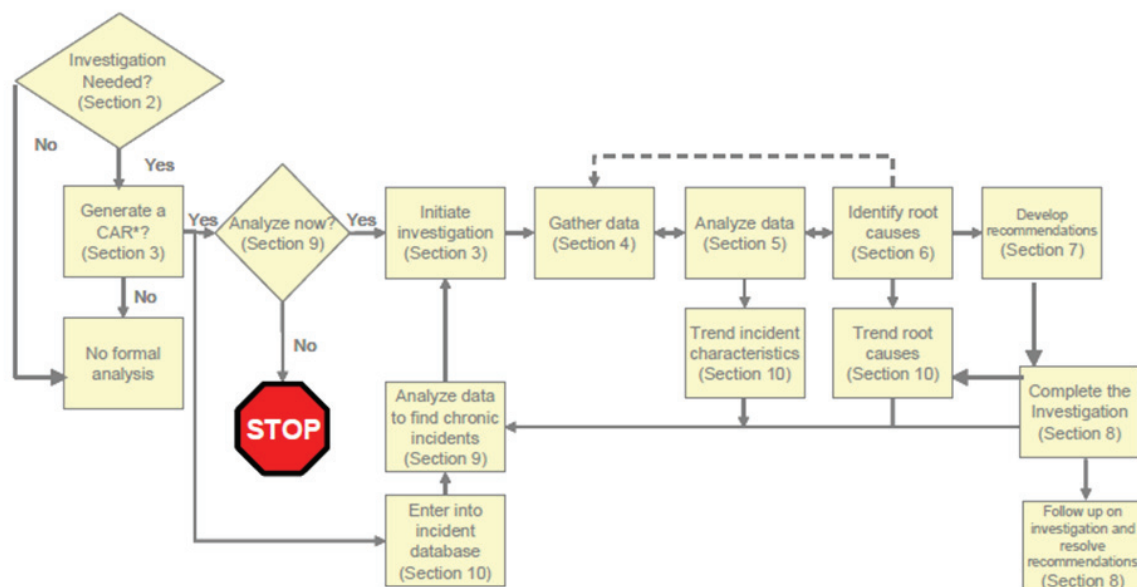 Investigation
Needed?
(Section 2)
No
Yes
Generate a
CAR*?
(Section 3)
Yes
Analyze now?
(Section 9)
Yes
Initiate
investigation
(Section 3)
Gather data
(Section 4)
Analyze data
(Section 5)
Identify root
causes
(Section 6)
Develop
recommendations
(Section 7)
No
No formal
analysis
No
STOP
Trend incident
characteristics
(Section 10)
Trend root
causes
(Section 10)
Analyze data
to find chronic
incidents
(Section 9)
Complete the
Investigation
(Section 8)
Enter into
incident
database
(Section 10)
Follow up on
investigation and
resolve
recommendations
(Section 8)